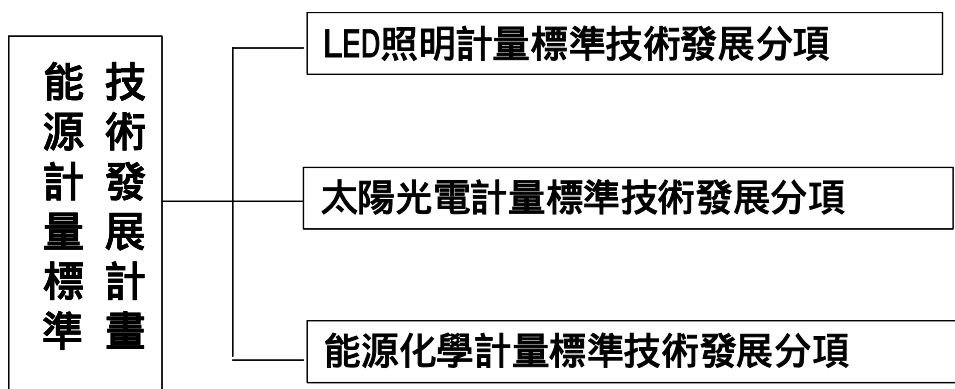 能源計量標準
技術發展計畫
LED照明計量標準技術發展分項
太陽光電計量標準技術發展分項
能源化學計量標準技術發展分項